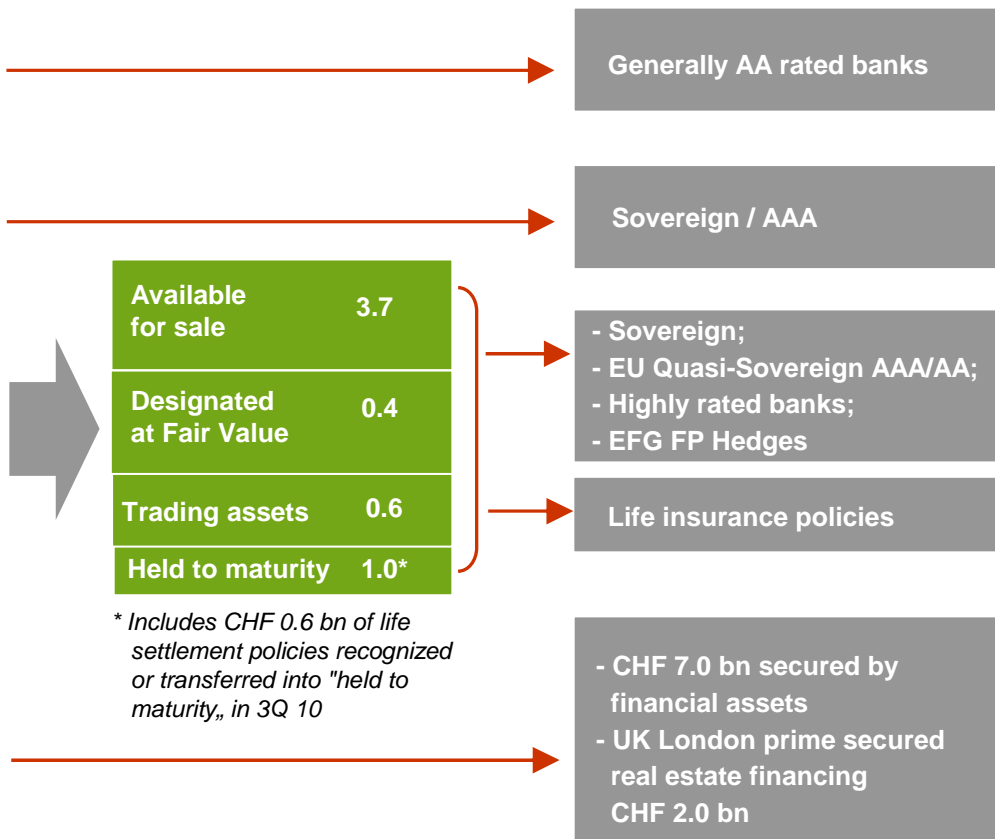 Generally AA rated banks
Sovereign / AAA
Available
for sale 3.7
Designated
at Fair Value 0.4
Trading assets 0.6
Held to maturity 1.0*
* Includes CHF 0.6 bn of life
settlement policies recognized
or transferred into "held to
maturity„ in 3Q 10
- Sovereign;
- EU Quasi-Sovereign AAA/AA;
- Highly rated banks;
- EFG FP Hedges
Life insurance policies
- CHF 7.0 bn secured by
financial assets
- UK London prime secured
real estate financing
CHF 2.0 bn